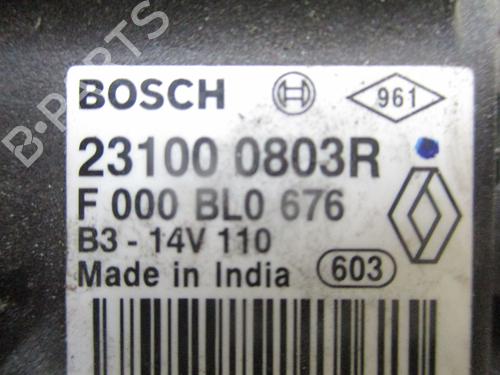 BOSCH 961
23100 0803R
F 000 BL0 676
B3 - 14V 110
Made in India 603
B-PARTS